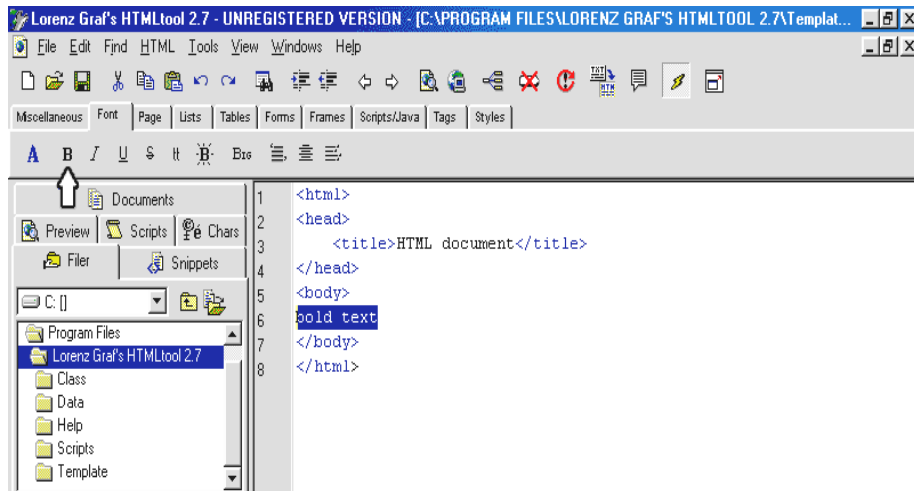 Lorenz Graf's HTMLtool 2.7 - UNREGISTERED VERSION - [C:\PROGRAM FILES\LORENZ GRAF'S HTMLTOOL 2.7\Templat...
File Edit Find HTML Tools View Windows Help
Miscellaneous Font Page Lists Tables Forms Frames Scripts/Java Tags Styles
A B I U S tt B BIG
Documents
Preview Scripts Chars
Filer Snippets
C: []
Program Files
Lorenz Graf's HTMLtool 2.7
Class
Data
Help
Scripts
Template
1 <html>
2 <head>
3 <title>HTML document</title>
4 </head>
5 <body>
6 bold text
7 </body>
8 </html>